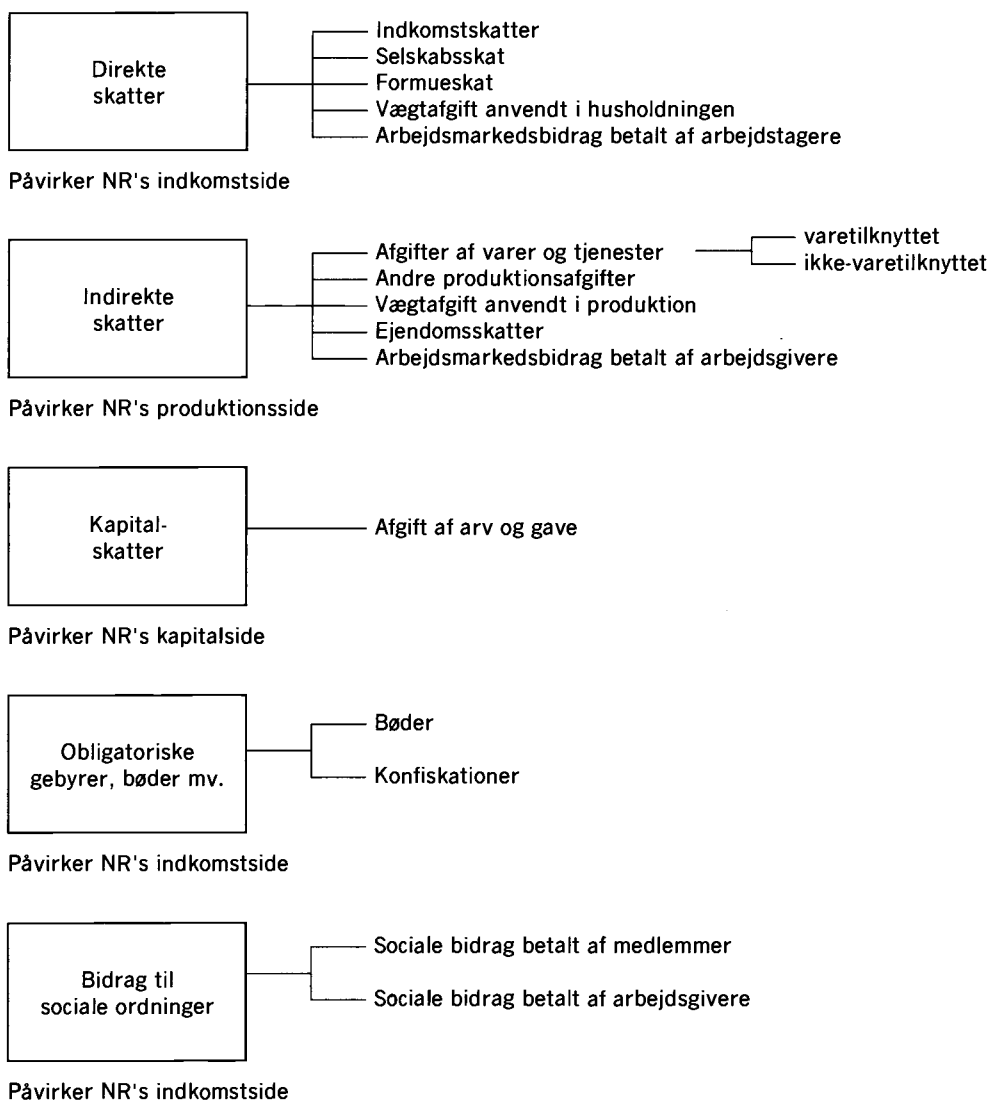 Direkte
skatter
Indkomstskatter
Selskabsskat
Formueskat
Vægtafgift anvendt i husholdningen
Arbejdsmarkedsbidrag betalt af arbejdstagere
Påvirker NR's indkomstside
Indirekte
skatter
Afgifter af varer og tjenester
varetilknyttet
ikke-varetilknyttet
Andre produktionsafgifter
Vægtafgift anvendt i produktion
Ejendomsskatter
Arbejdsmarkedsbidrag betalt af arbejdsgivere
Påvirker NR's produktionsside
Kapital-
skatter
Afgift af arv og gave
Påvirker NR's kapitalside
Obligatoriske
gebyrer, bøder mv.
Bøder
Konfiskationer
Påvirker NR's indkomstside
Bidrag til
sociale ordninger
Sociale bidrag betalt af medlemmer
Sociale bidrag betalt af arbejdsgivere
Påvirker NR's indkomstside